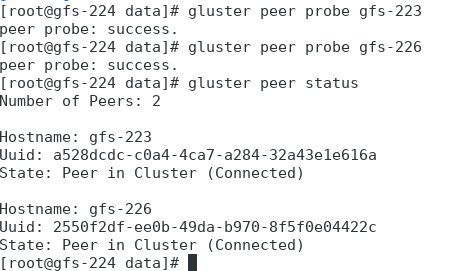 [root@gfs-224 data]# gluster peer probe gfs-223
peer probe: success.
[root@gfs-224 data]# gluster peer probe gfs-226
peer probe: success.
[root@gfs-224 data]# gluster peer status
Number of Peers: 2
Hostname: gfs-223
Uuid: a528dcdc-c0a4-4ca7-a284-32a43e1e616a
State: Peer in Cluster (Connected)
Hostname: gfs-226
Uuid: 2550f2df-ee0b-49da-b970-8f5f0e04422c
State: Peer in Cluster (Connected)
[root@gfs-224 data]#